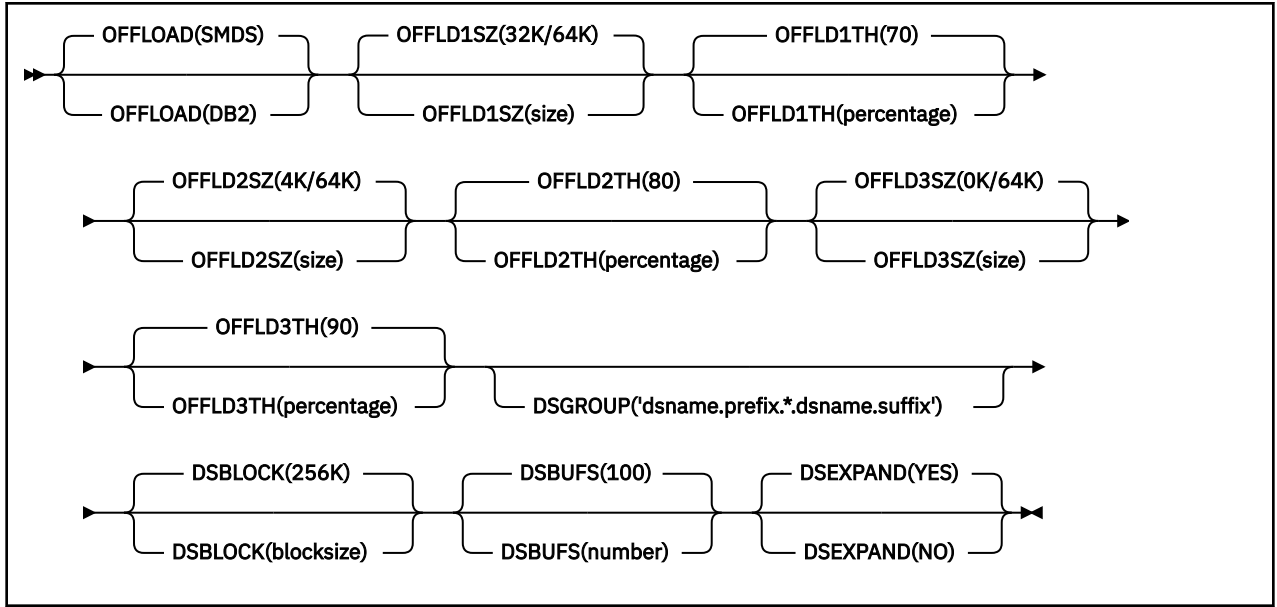 OFFLOAD(SMDS) OFFLD1SZ(32K/64K) OFFLD1TH(70)
OFFLOAD(DB2) OFFLD1SZ(size) OFFLD1TH(percentage)
OFFLD2SZ(4K/64K) OFFLD2TH(80) OFFLD3SZ(0K/64K)
OFFLD2SZ(size) OFFLD2TH(percentage) OFFLD3SZ(size)
OFFLD3TH(90)
OFFLD3TH(percentage) DSGROUP('dsname.prefix.*.dsname.suffix')
DSBLOCK(256K) DSBUFS(100) DSEXPAND(YES)
DSBLOCK(blocksize) DSBUFS(number) DSEXPAND(NO)